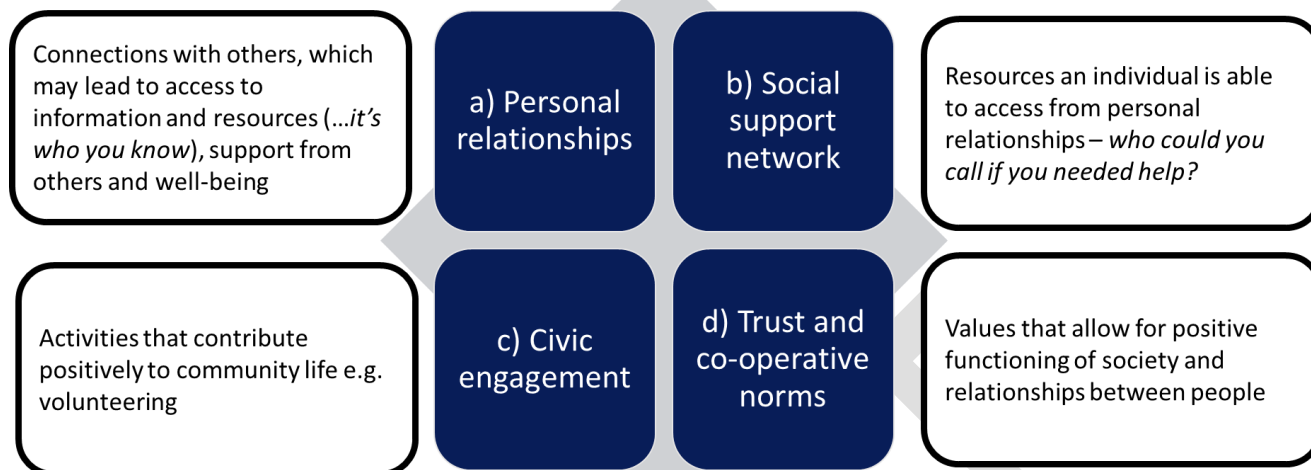 Connections with others, which
may lead to access to
information and resources (…it’s
who you know), support from
others and well-being
a) Personal
relationships
b) Social
support
network
Resources an individual is able
to access from personal
relationships – who could you
call if you needed help?
Activities that contribute
positively to community life e.g.
volunteering
c) Civic
engagement
d) Trust and
co-operative
norms
Values that allow for positive
functioning of society and
relationships between people